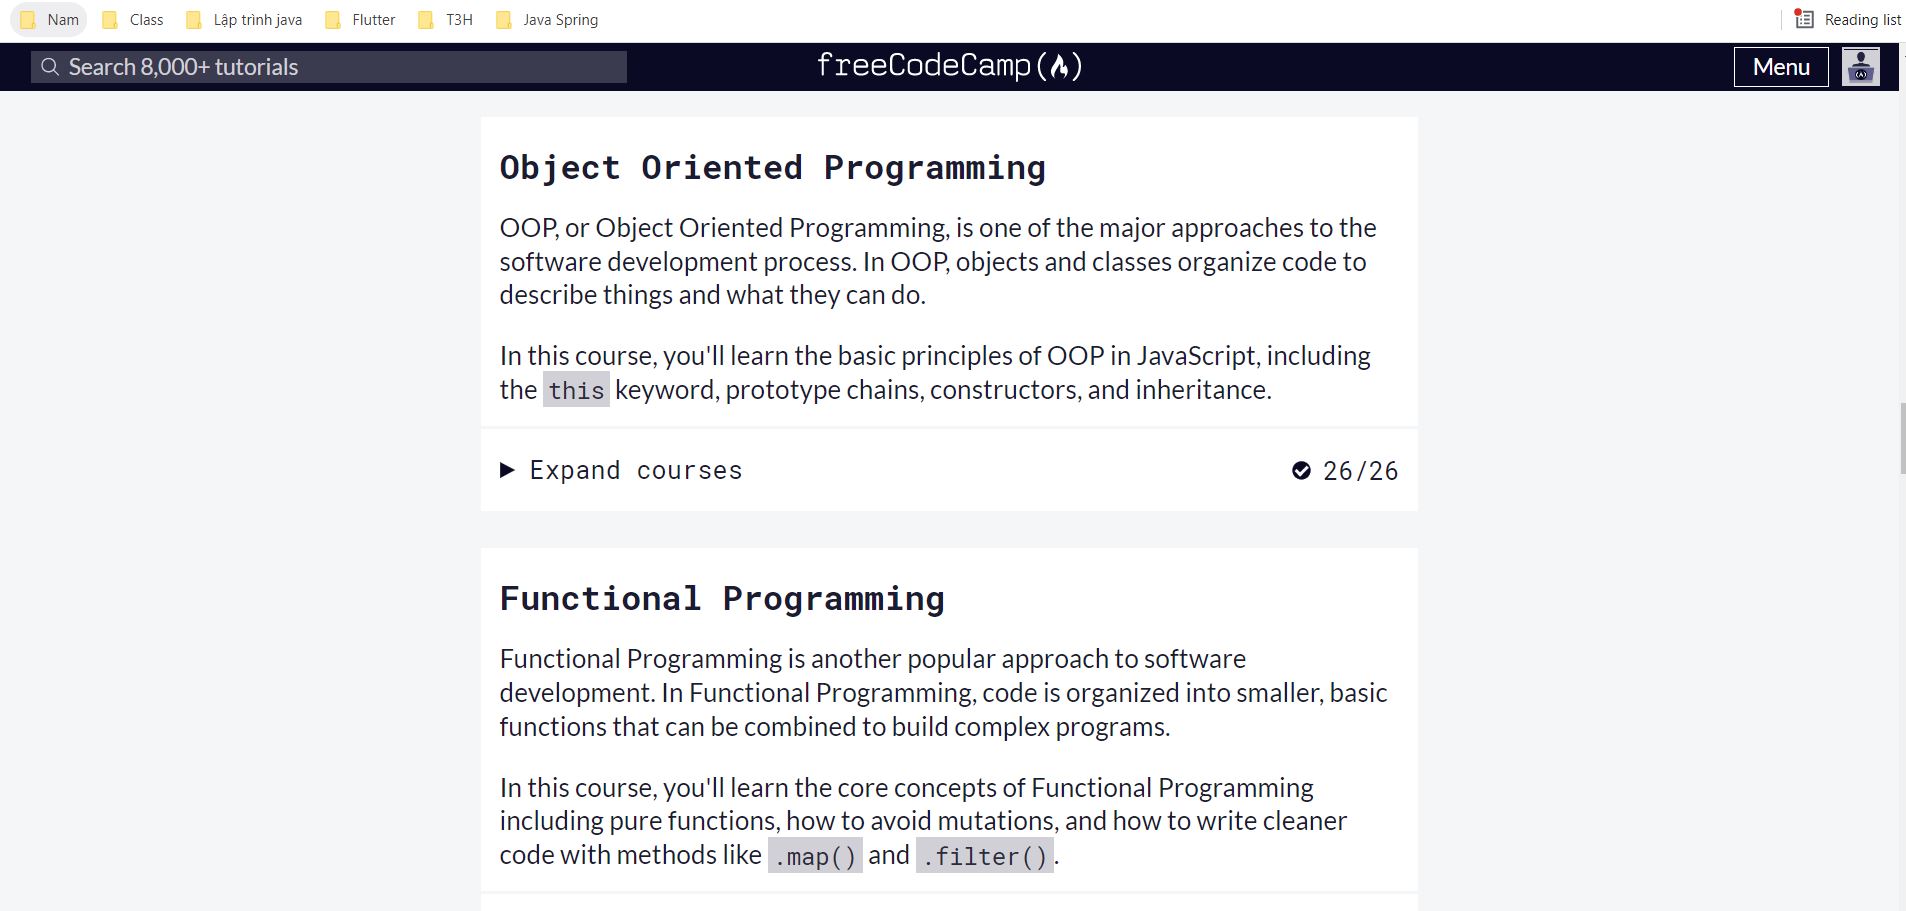 Nam Class Lập trình java Flutter T3H Java Spring Reading list
Search 8,000+ tutorials freeCodeCamp(🔥) Menu
(A)
Object Oriented Programming
OOP, or Object Oriented Programming, is one of the major approaches to the
software development process. In OOP, objects and classes organize code to
describe things and what they can do.
In this course, you'll learn the basic principles of OOP in JavaScript, including
the this keyword, prototype chains, constructors, and inheritance.
Expand courses 26/26
Functional Programming
Functional Programming is another popular approach to software
development. In Functional Programming, code is organized into smaller, basic
functions that can be combined to build complex programs.
In this course, you'll learn the core concepts of Functional Programming
including pure functions, how to avoid mutations, and how to write cleaner
code with methods like .map() and .filter().